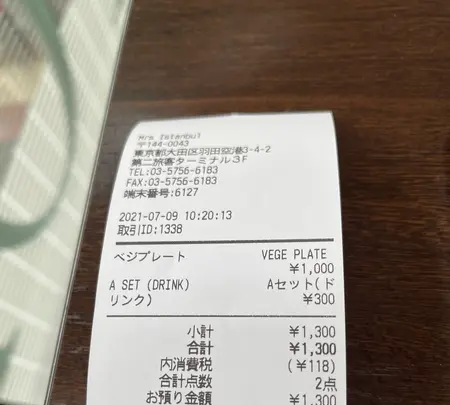 Mrs Istanbul
〒144-0043
東京都大田区羽田空港3-4-2
第二旅客ターミナル3F
TEL:03-5756-6183
FAX:03-5756-6183
端末番号:6127
2021-07-09 10:20:13
取引ID:1338
ベジプレート VEGE PLATE
¥1,000
A SET (DRINK) Aセット(ド
リンク) ¥300
小計 ¥1,300
合計 ¥1,300
内消費税 (¥118)
合計点数 2点
お預り金額 ¥1,300